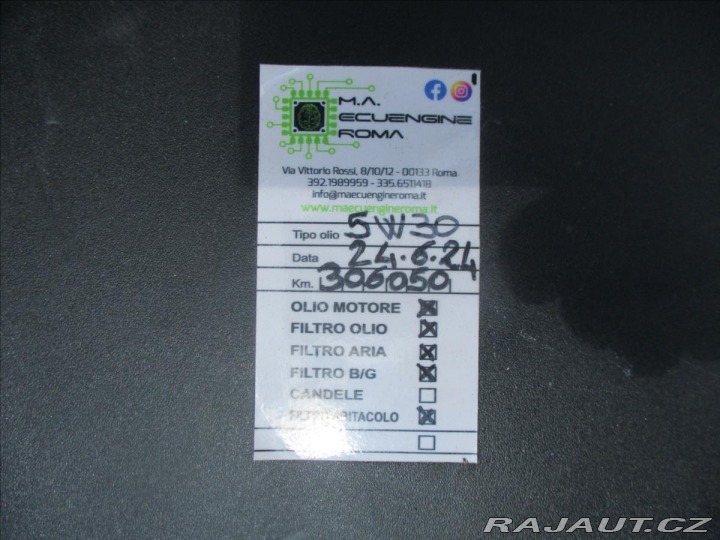 M.A.
ECUENGINE
ROMA
Via Vittorio Rossi, 8/10/12 - 00133 Roma
392.1989959 - 335.6511418
info@maecuengineroma.it
www.maecuengineroma.it
Tipo olio 5W30
Data 24.6.24
Km. 306050
OLIO MOTORE
FILTRO OLIO
FILTRO ARIA
FILTRO B/G
CANDELE
FILTRO ABITACOLO
RAJAUT.CZ